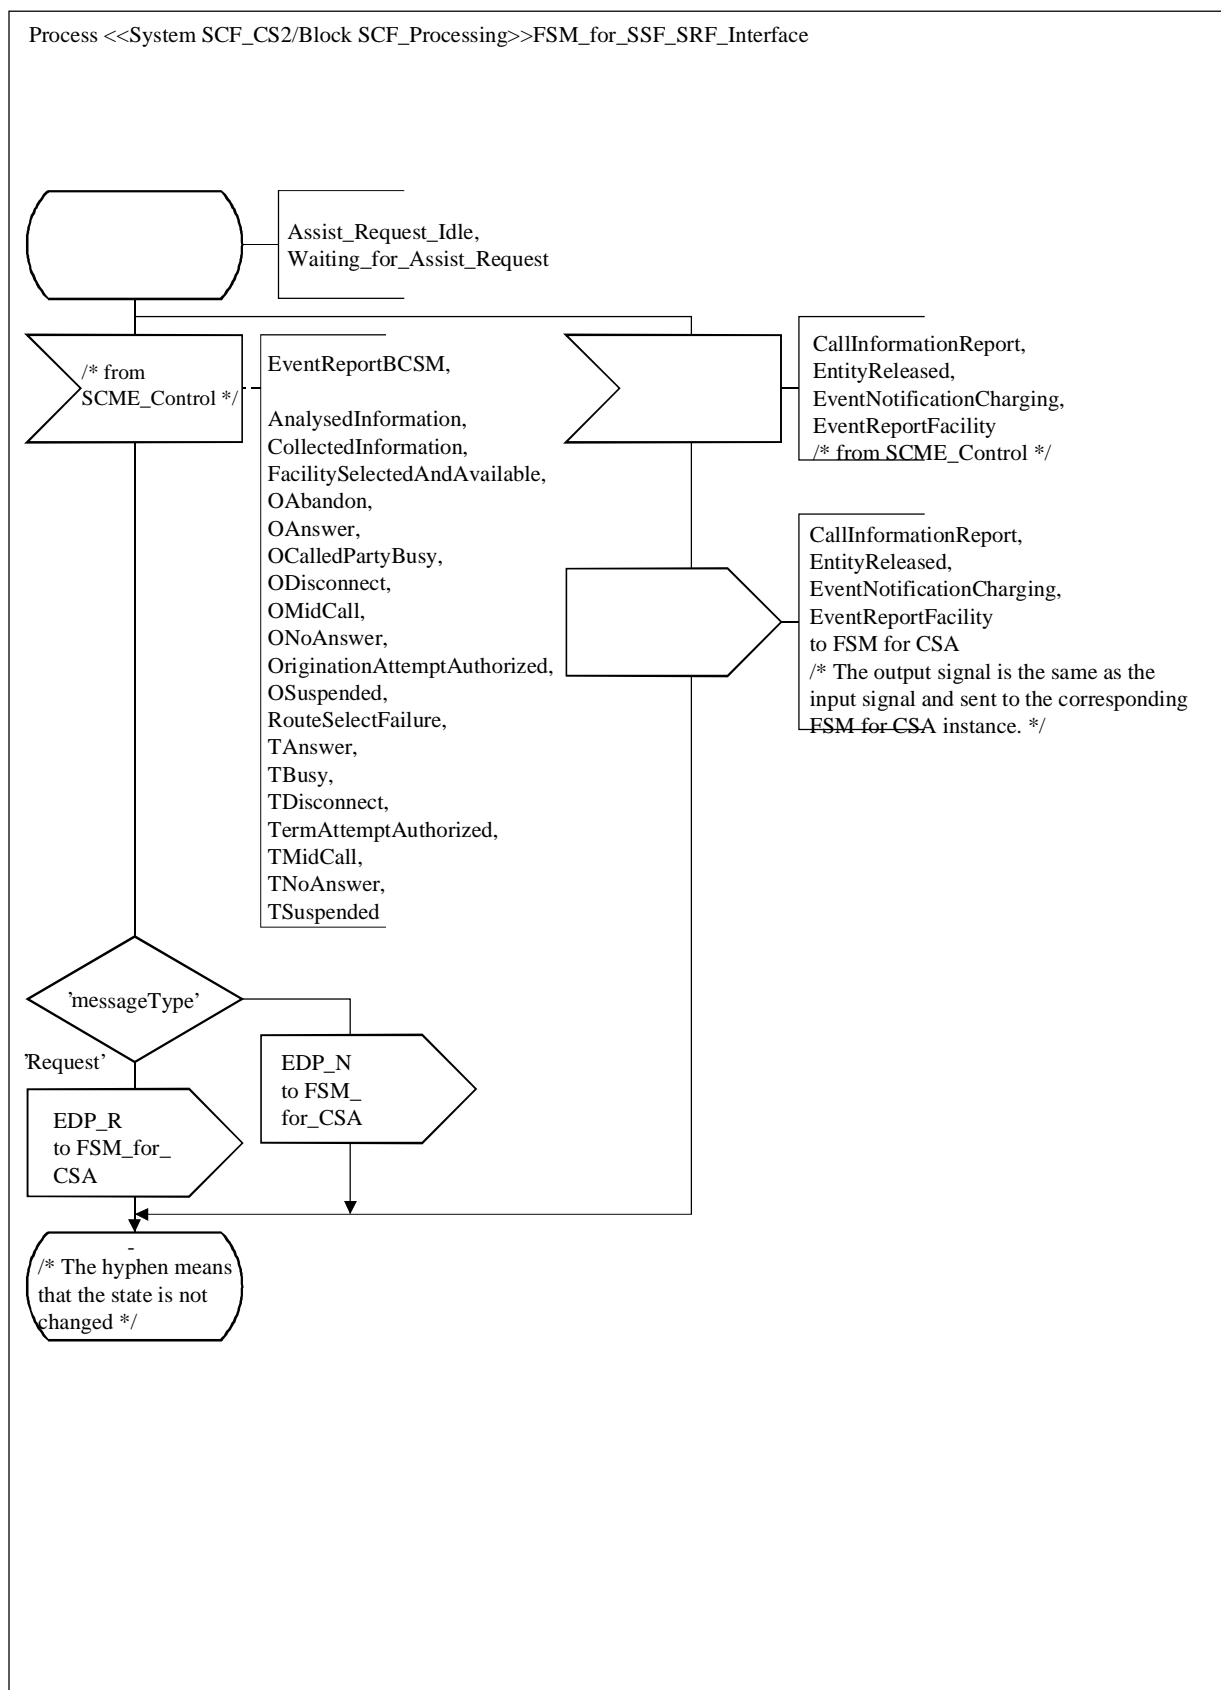 Process <<System SCF_CS2/Block SCF_Processing>>FSM_for_SSF_SRF_Interface
Assist_Request_Idle,
Waiting_for_Assist_Request
/* from
SCME_Control */
EventReportBCSM,
AnalysedInformation,
CollectedInformation,
FacilitySelectedAndAvailable,
OAbandon,
OAnswer,
OCalledPartyBusy,
ODisconnect,
OMidCall,
ONoAnswer,
OriginationAttemptAuthorized,
OSuspended,
RouteSelectFailure,
TAnswer,
TBusy,
TDisconnect,
TermAttemptAuthorized,
TMidCall,
TNoAnswer,
TSuspended
CallInformationReport,
EntityReleased,
EventNotificationCharging,
EventReportFacility
/* from SCME_Control */
CallInformationReport,
EntityReleased,
EventNotificationCharging,
EventReportFacility
to FSM for CSA
/* The output signal is the same as the
input signal and sent to the corresponding
FSM for CSA instance. */
'messageType'
'Request'
EDP_R
to FSM_for_
CSA
EDP_N
to FSM_
for_CSA
-
/* The hyphen means
that the state is not
changed */